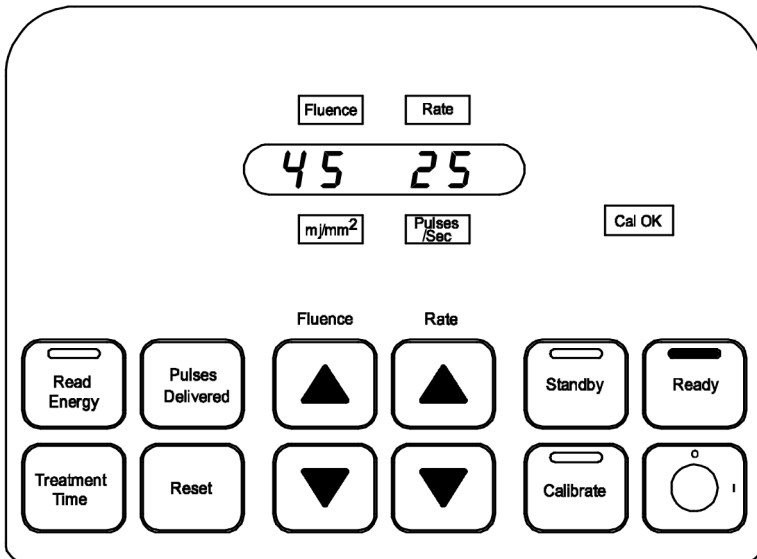 Fluence Rate
45 25
mj/mm²
Pulses
/Sec
Cal OK
Fluence Rate
Read
Energy
Pulses
Delivered
Standby
Ready
Treatment
Time
Reset
Calibrate
O
I